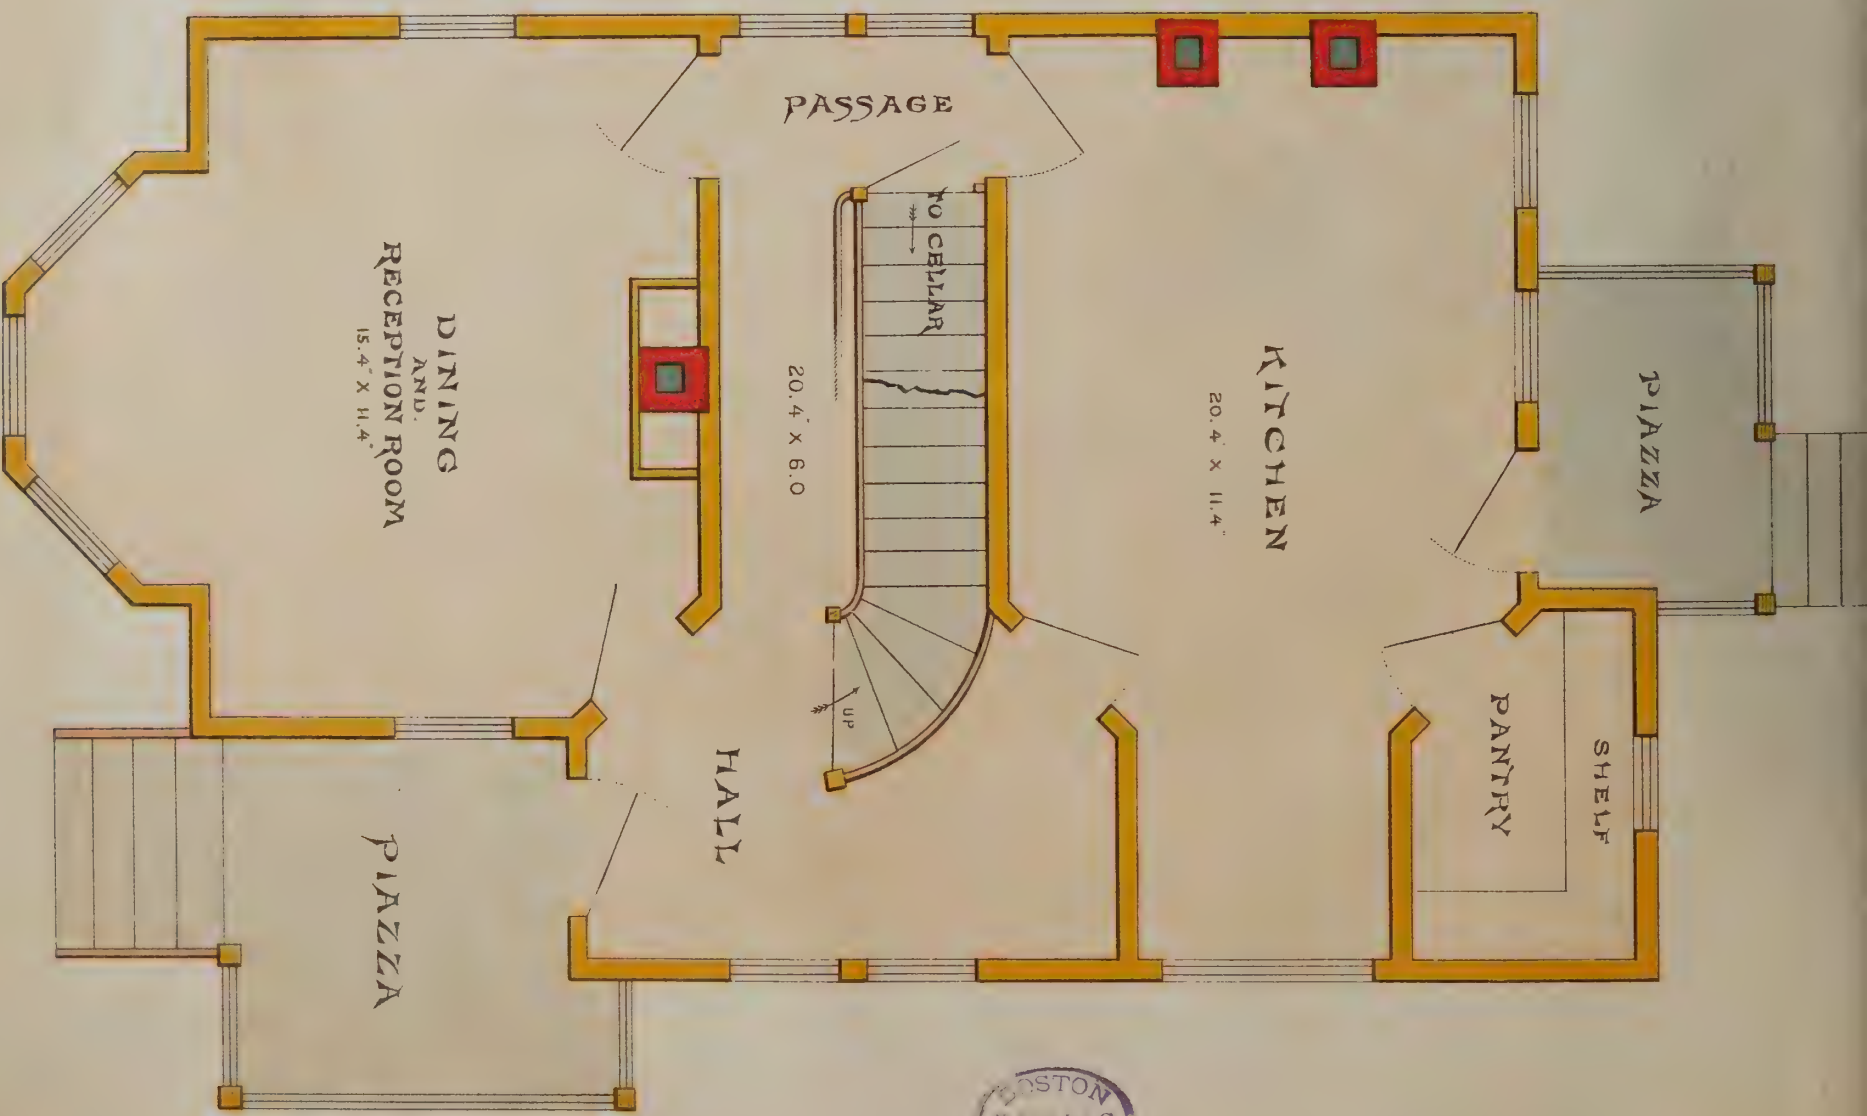 PASSAGE
TO CELLAR
DINING
AND.
RECEPTION ROOM
15.4" X 11.4"
20.4" X 6.0
KITCHEN
20.4" X 11.4"
PIAZZA
UP
HALL
PANTRY
SHELF
PIAZZA
BOSTON